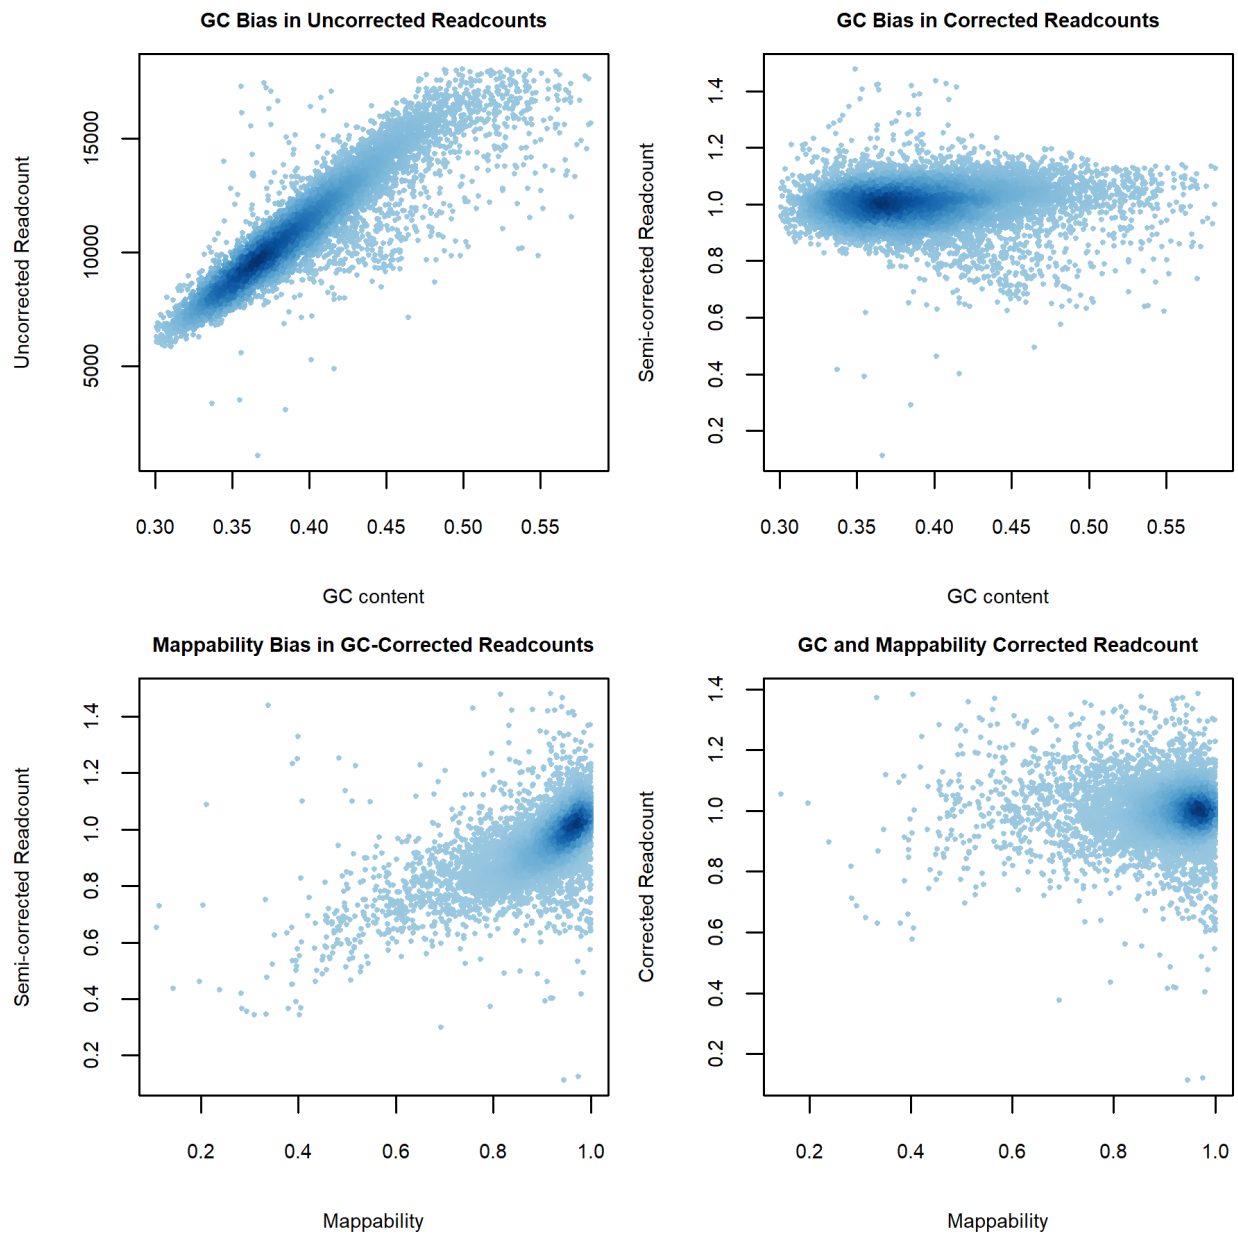 GC Bias in Uncorrected Readcounts
Uncorrected Readcount
15000
10000
5000
0.30 0.35 0.40 0.45 0.50 0.55
GC content
GC Bias in Corrected Readcounts
Semi-corrected Readcount
1.4
1.2
1.0
0.8
0.6
0.4
0.2
0.30 0.35 0.40 0.45 0.50 0.55
GC content
Mappability Bias in GC-Corrected Readcounts
Semi-corrected Readcount
1.4
1.2
1.0
0.8
0.6
0.4
0.2
0.2 0.4 0.6 0.8 1.0
Mappability
GC and Mappability Corrected Readcount
Corrected Readcount
1.4
1.2
1.0
0.8
0.6
0.4
0.2
0.2 0.4 0.6 0.8 1.0
Mappability